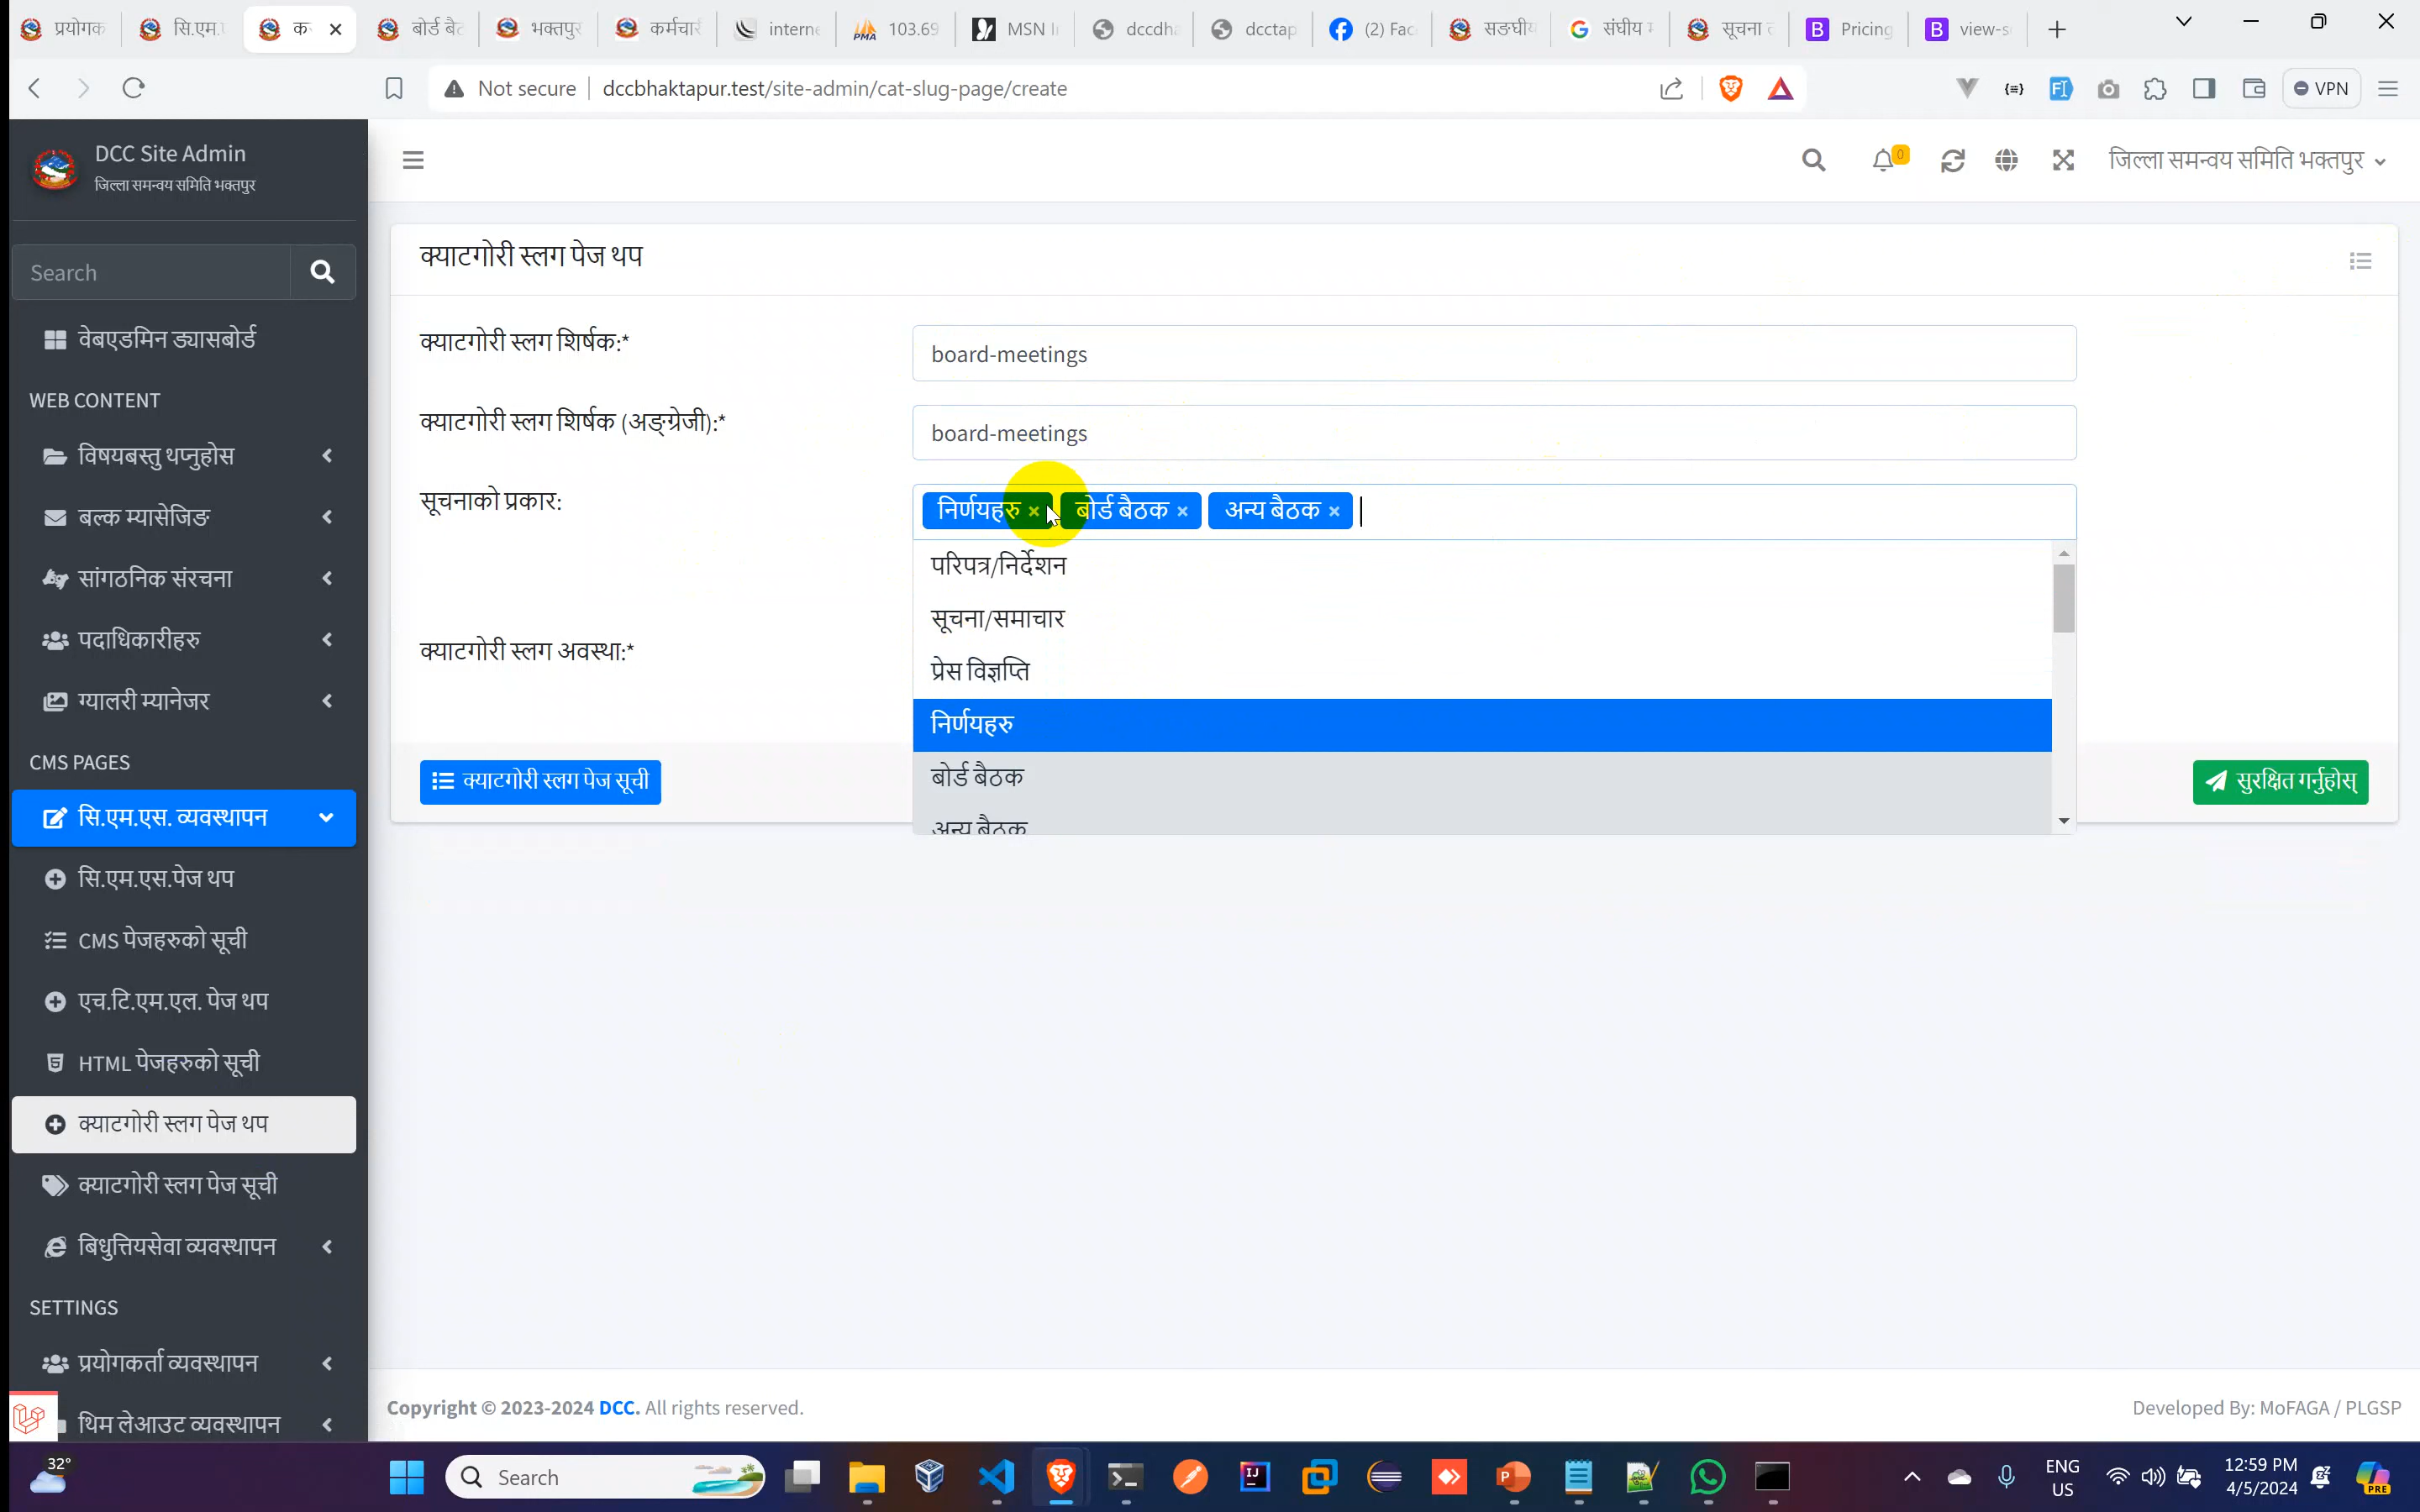 प्रयोगक
सि.एम.
क
बोर्ड बै
भक्तपुर
कर्मचार
interne
103.69
MSN I
dccdha
dcctap
(2) Fac
सङघीय
संघीय
सूचना
Pricing
view-s
Not secure
dccbhaktapur.test/site-admin/cat-slug-page/create
VPN
DCC Site Admin
जिल्ला समन्वय समिति भक्तपुर
0
जिल्ला समन्वय समिति भक्तपुर
Search
वेबएडमिन ड्यासबोर्ड
WEB CONTENT
विषयबस्तु थप्नुहोस
बल्क म्यासेजिङ
सांगठनिक संरचना
पदाधिकारीहरु
ग्यालरी म्यानेजर
CMS PAGES
सि.एम.एस. व्यवस्थापन
सि.एम.एस.पेज थप
CMS पेजहरुको सूची
एच.टि.एम.एल. पेज थप
HTML पेजहरुको सूची
क्याटगोरी स्लग पेज थप
क्याटगोरी स्लग पेज सूची
बिधुत्तियसेवा व्यवस्थापन
SETTINGS
प्रयोगकर्ता व्यवस्थापन
थिम लेआउट व्यवस्थापन
क्याटगोरी स्लग पेज थप
क्याटगोरी स्लग शिर्षक:*
board-meetings
क्याटगोरी स्लग शिर्षक (अङ्ग्रेजी):*
board-meetings
सूचनाको प्रकार:
निर्णयहरु × बोर्ड बैठक × अन्य बैठक ×
परिपत्र/निर्देशन
सूचना/समाचार
प्रेस विज्ञप्ति
निर्णयहरु
बोर्ड बैठक
अन्य बैठक
क्याटगोरी स्लग अवस्था:*
क्याटगोरी स्लग पेज सूची
सुरक्षित गर्नुहोस्
Copyright © 2023-2024 DCC. All rights reserved.
Developed By: MoFAGA / PLGSP
32°
Search
ENG
US
12:59 PM
4/5/2024
PRE